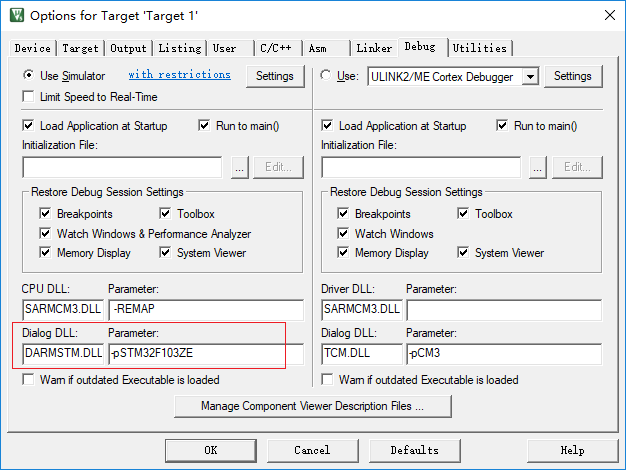 Options for Target 'Target 1'
Device Target Output Listing User C/C++ Asm Linker Debug Utilities
Use Simulator with restrictions Settings
Limit Speed to Real-Time
Use: ULINK2/ME Cortex Debugger Settings
Load Application at Startup Run to main()
Initialization File:
... Edit...
Load Application at Startup Run to main()
Initialization File:
... Edit...
Restore Debug Session Settings
Breakpoints Toolbox
Watch Windows & Performance Analyzer
Memory Display System Viewer
Restore Debug Session Settings
Breakpoints Toolbox
Watch Windows
Memory Display System Viewer
CPU DLL: Parameter:
SARMCM3.DLL -REMAP
Dialog DLL: Parameter:
DARMSTM.DLL -pSTM32F103ZE
Warn if outdated Executable is loaded
Driver DLL: Parameter:
SARMCM3.DLL
Dialog DLL: Parameter:
TCM.DLL -pCM3
Warn if outdated Executable is loaded
Manage Component Viewer Description Files ...
OK Cancel Defaults Help